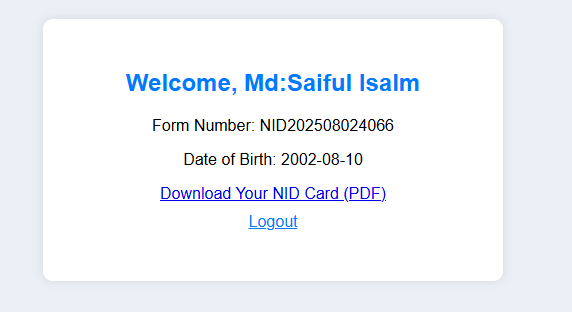 Welcome, Md:Saiful Isalm
Form Number: NID202508024066
Date of Birth: 2002-08-10
Download Your NID Card (PDF)
Logout